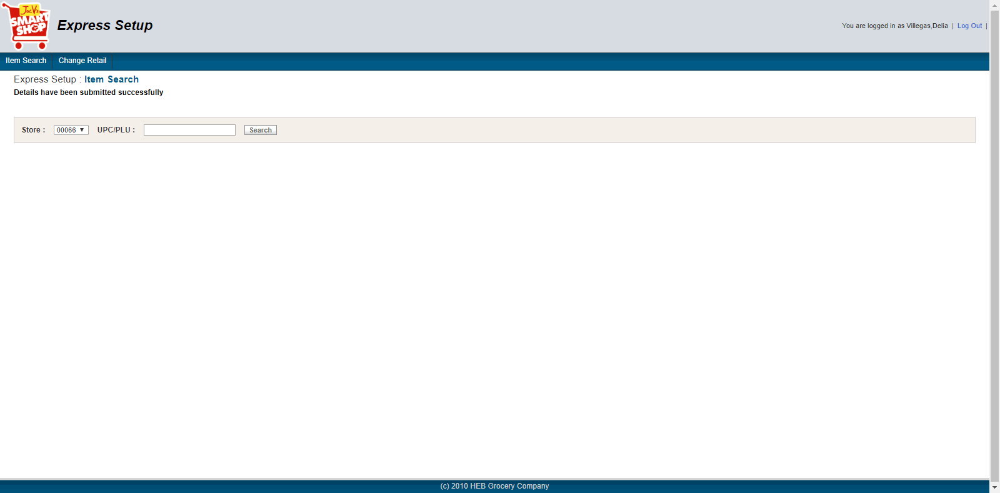 JoeV's
SMART
SHOP
Express Setup
You are logged in as Villegas,Delia | Log Out |
Item Search Change Retail
Express Setup : Item Search
Details have been submitted successfully
Store : 00066 ▼ UPC/PLU : Search
(c) 2010 HEB Grocery Company